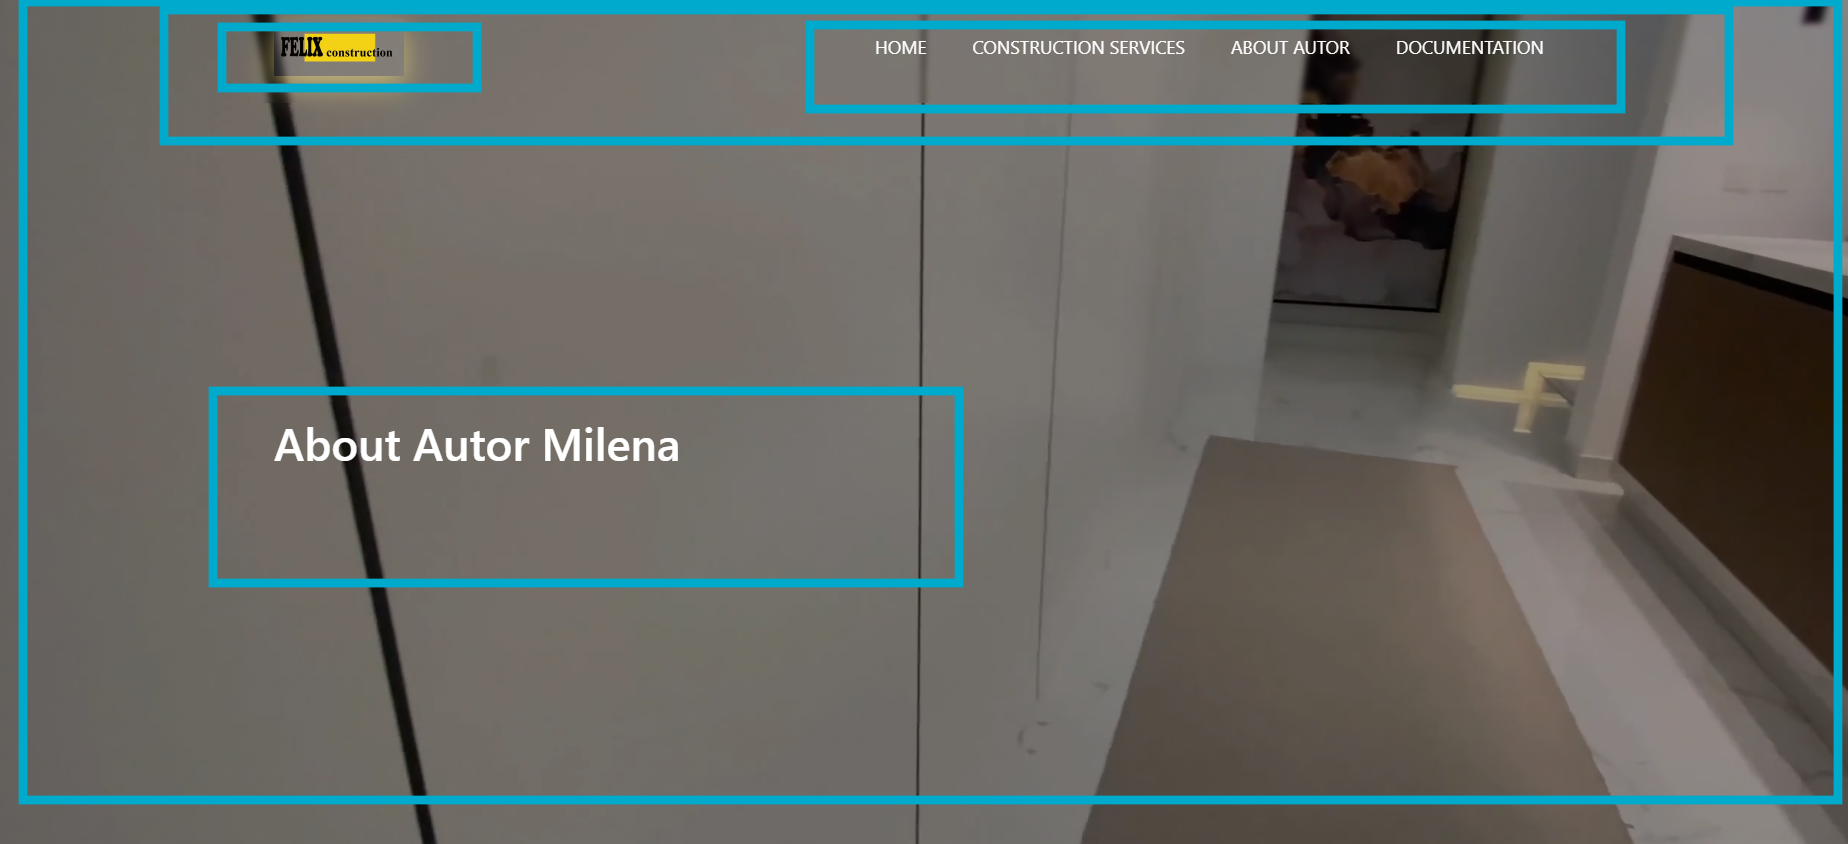 FELIX construction
HOME CONSTRUCTION SERVICES ABOUT AUTOR DOCUMENTATION
About Autor Milena